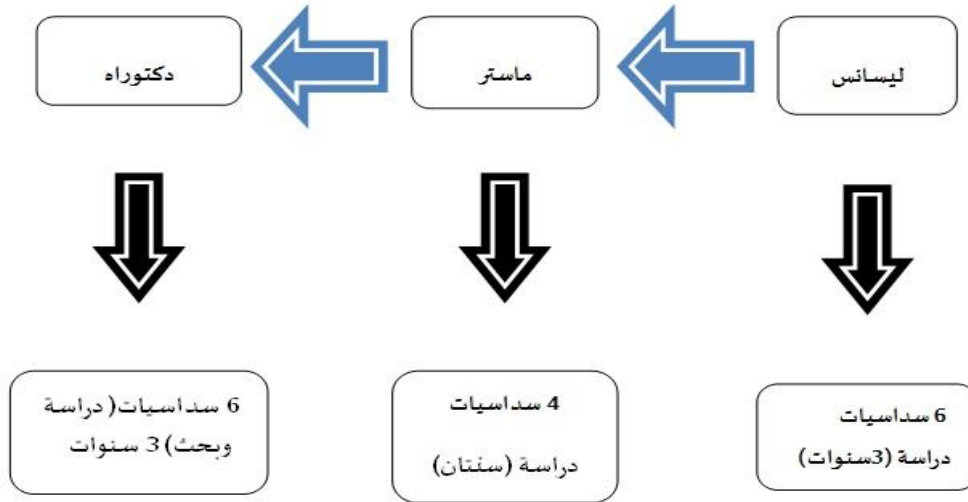 ليسانس
ماستر
دكتوراه
6 سداسيات
دراسة (3سنوات)
4 سداسيات
دراسة (سنتان)
6 سداسيات( دراسة
وبحث) 3 سنوات